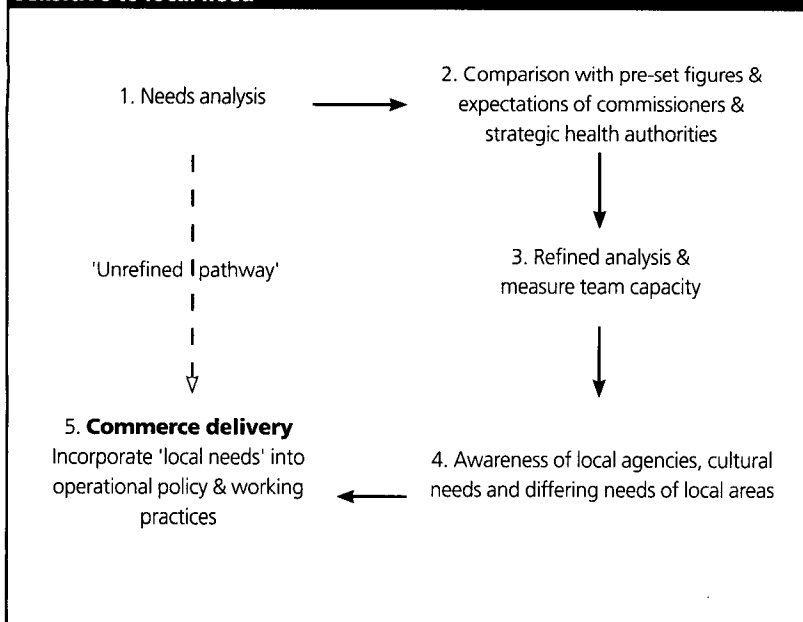 sensitive to local need
1. Needs analysis
2. Comparison with pre-set figures &
expectations of commissioners &
strategic health authorities
'Unrefined pathway'
3. Refined analysis &
measure team capacity
4. Awareness of local agencies, cultural
needs and differing needs of local areas
5. Commerce delivery
Incorporate 'local needs' into
operational policy & working
practices